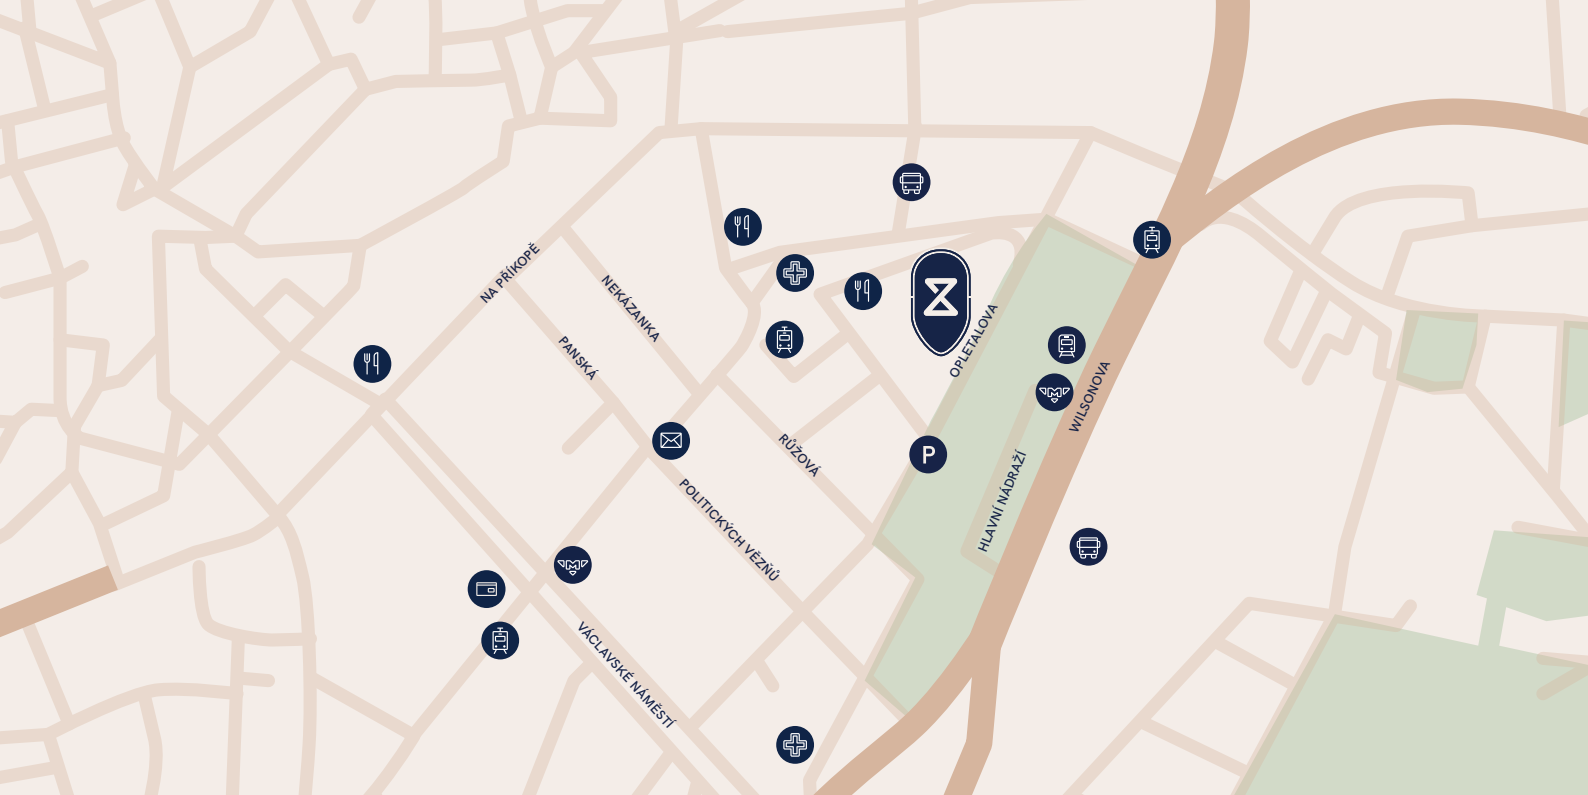 NA PŘÍKOPĚ
NEKÁZANKA
PANSKÁ
OPLETALOVA
WILSONOVA
RŮŽOVÁ
P
HLAVNÍ NÁDRAŽÍ
POLITICKÝCH VĚZŇŮ
VÁCLAVSKÉ NÁMĚSTÍ